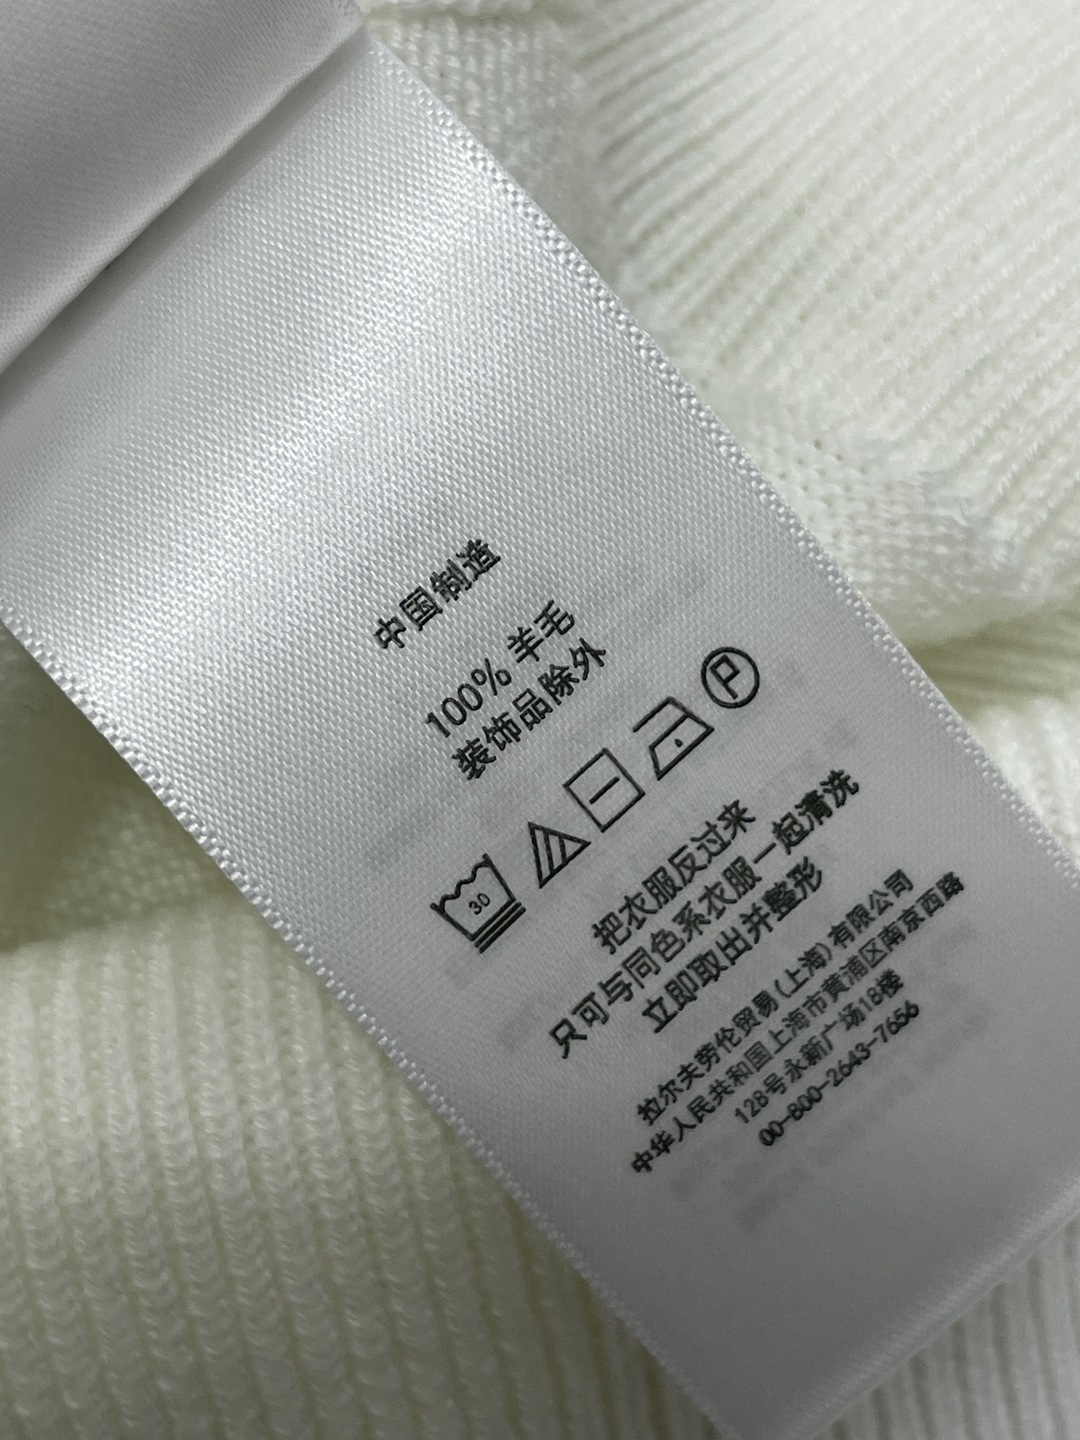 中国制造
100% 羊毛
装饰品除外
30
P
把衣服反过来
只可与同色系衣服一起清洗
立即取出并整形
拉尔夫劳伦贸易(上海)有限公司
中华人民共和国上海市黄浦区南京西路
128号永新广场18楼
00-800-2643-7656